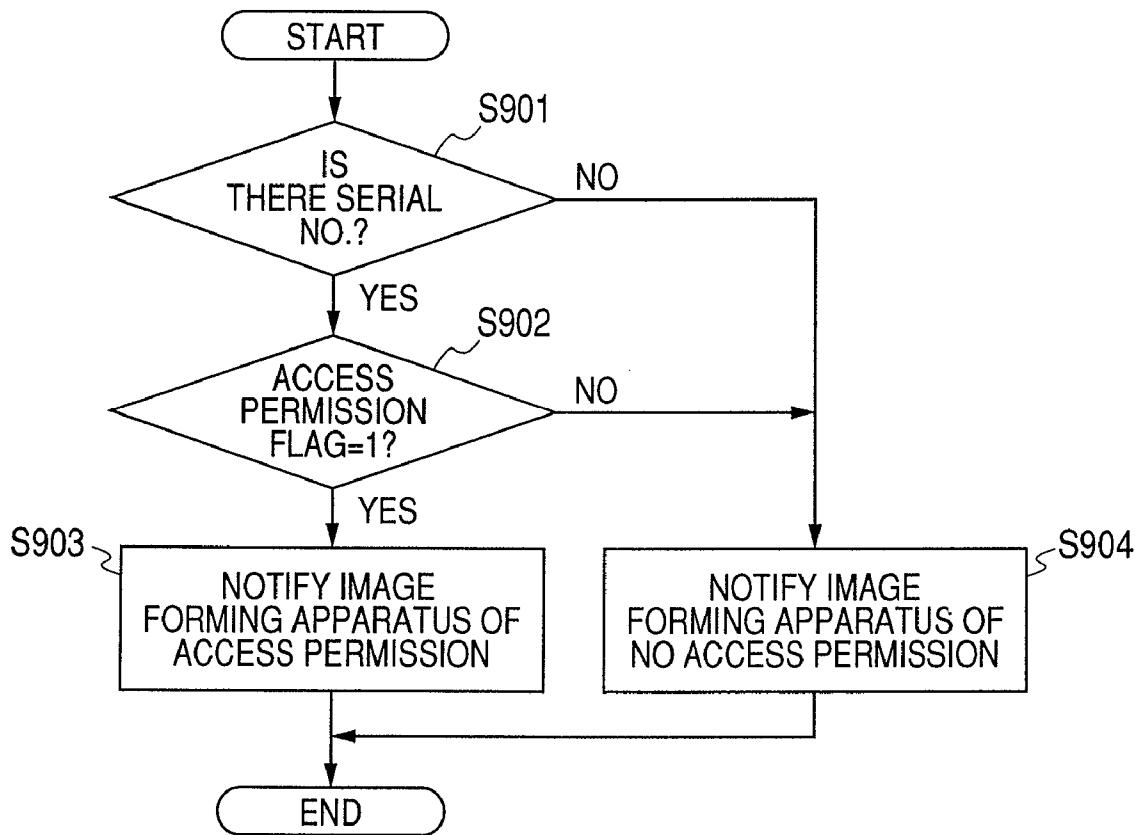 START
S901
IS
THERE SERIAL
NO.?
NO
YES
S902
ACCESS
PERMISSION
FLAG=1?
NO
YES
S903
NOTIFY IMAGE
FORMING APPARATUS OF
ACCESS PERMISSION
S904
NOTIFY IMAGE
FORMING APPARATUS OF
NO ACCESS PERMISSION
END